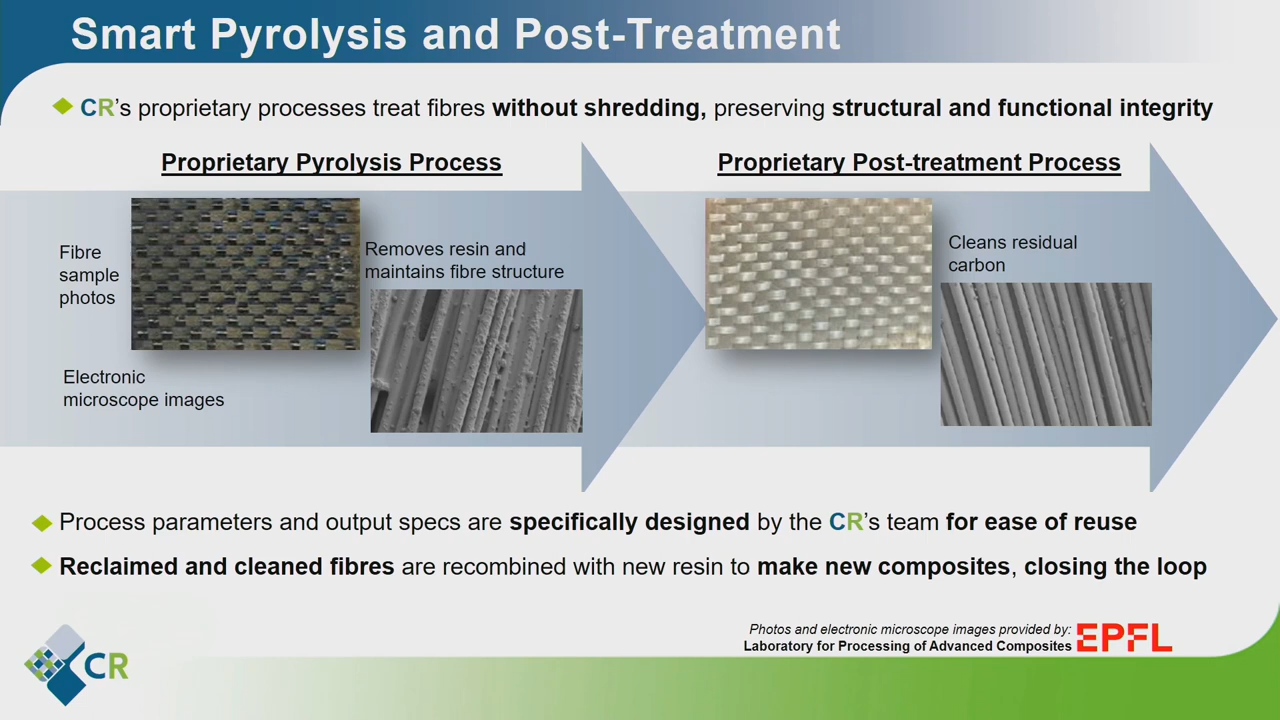 Smart Pyrolysis and Post-Treatment
CR's proprietary processes treat fibres without shredding, preserving structural and functional integrity
Proprietary Pyrolysis Process
Fibre
sample
photos
Removes resin and
maintains fibre structure
Electronic
microscope images
Proprietary Post-treatment Process
Cleans residual
carbon
Process parameters and output specs are specifically designed by the CR's team for ease of reuse
Reclaimed and cleaned fibres are recombined with new resin to make new composites, closing the loop
Photos and electronic microscope images provided by:
Laboratory for Processing of Advanced Composites
EPFL
CR